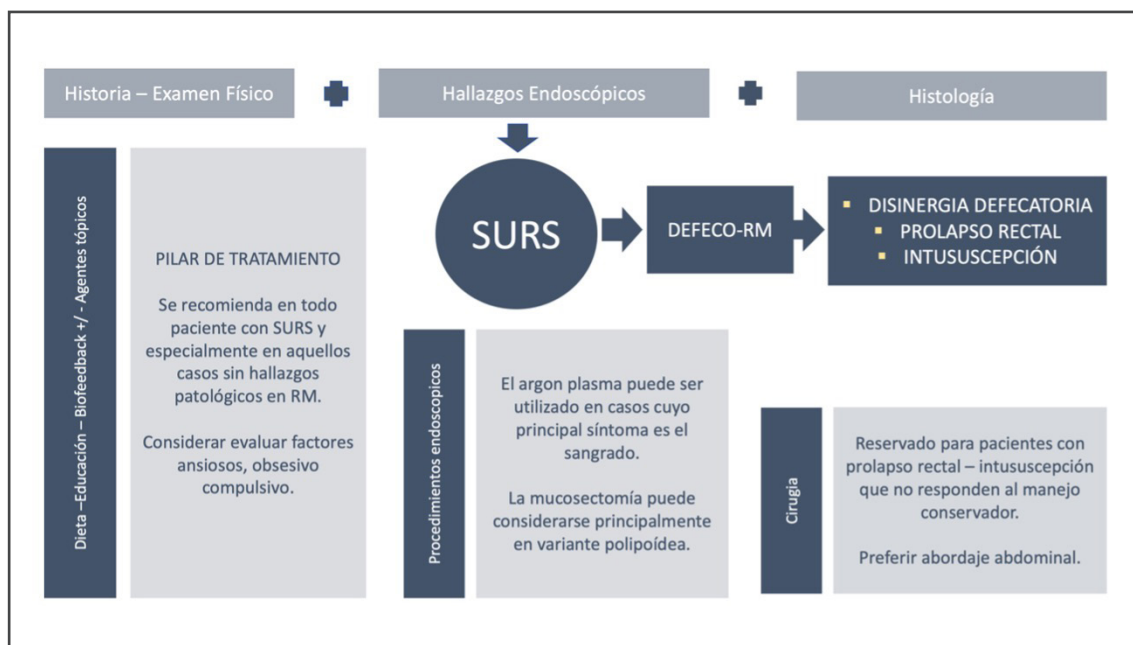 Historia – Examen Físico
Hallazgos Endoscópicos
Histología
SURS
DEFECO-RM
▪ DISINERGIA DEFECATORIA
▪ PROLAPSO RECTAL
▪ INTUSUSCEPCIÓN
Dieta –Educación – Biofeedback +/ - Agentes tópicos
PILAR DE TRATAMIENTO
Se recomienda en todo
paciente con SURS y
especialmente en aquellos
casos sin hallazgos
patológicos en RM.
Considerar evaluar factores
ansiosos, obsesivo
compulsivo.
Procedimientos endoscopicos
El argon plasma puede ser
utilizado en casos cuyo
principal síntoma es el
sangrado.
La mucosectomía puede
considerarse principalmente
en variante polipoídea.
Cirugia
Reservado para pacientes con
prolapso rectal – intususcepción
que no responden al manejo
conservador.
Preferir abordaje abdominal.